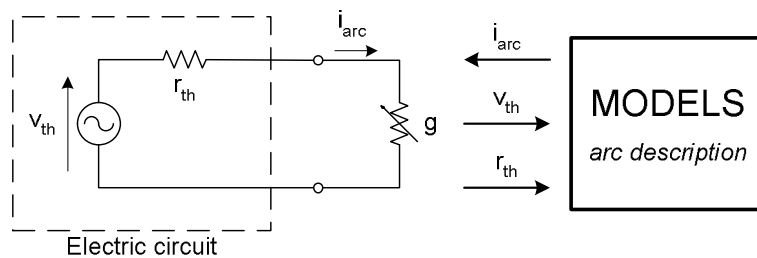 i_arc
r_th
v_th
g
Electric circuit
i_arc
v_th
r_th
MODELS
arc description